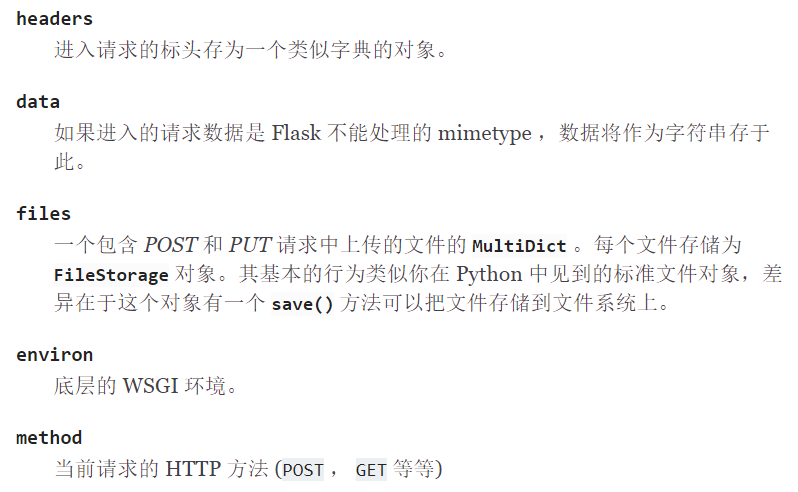 headers
进入请求的标头存为一个类似字典的对象。
data
如果进入的请求数据是 Flask 不能处理的 mimetype ，数据将作为字符串存于
此。
files
一个包含 POST 和 PUT 请求中上传的文件的 MultiDict 。每个文件存储为
FileStorage 对象。其基本的行为类似你在 Python 中见到的标准文件对象，差
异在于这个对象有一个 save() 方法可以把文件存储到文件系统上。
environ
底层的 WSGI 环境。
method
当前请求的 HTTP 方法 (POST ， GET 等等)